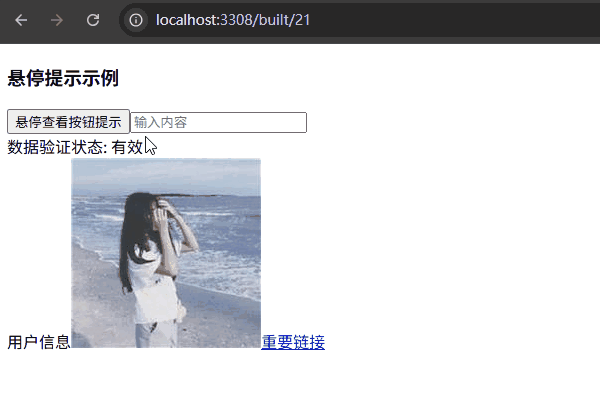 localhost:3308/built/21
悬停提示示例
悬停查看按钮提示 输入内容
数据验证状态: 有效
用户信息 重要链接